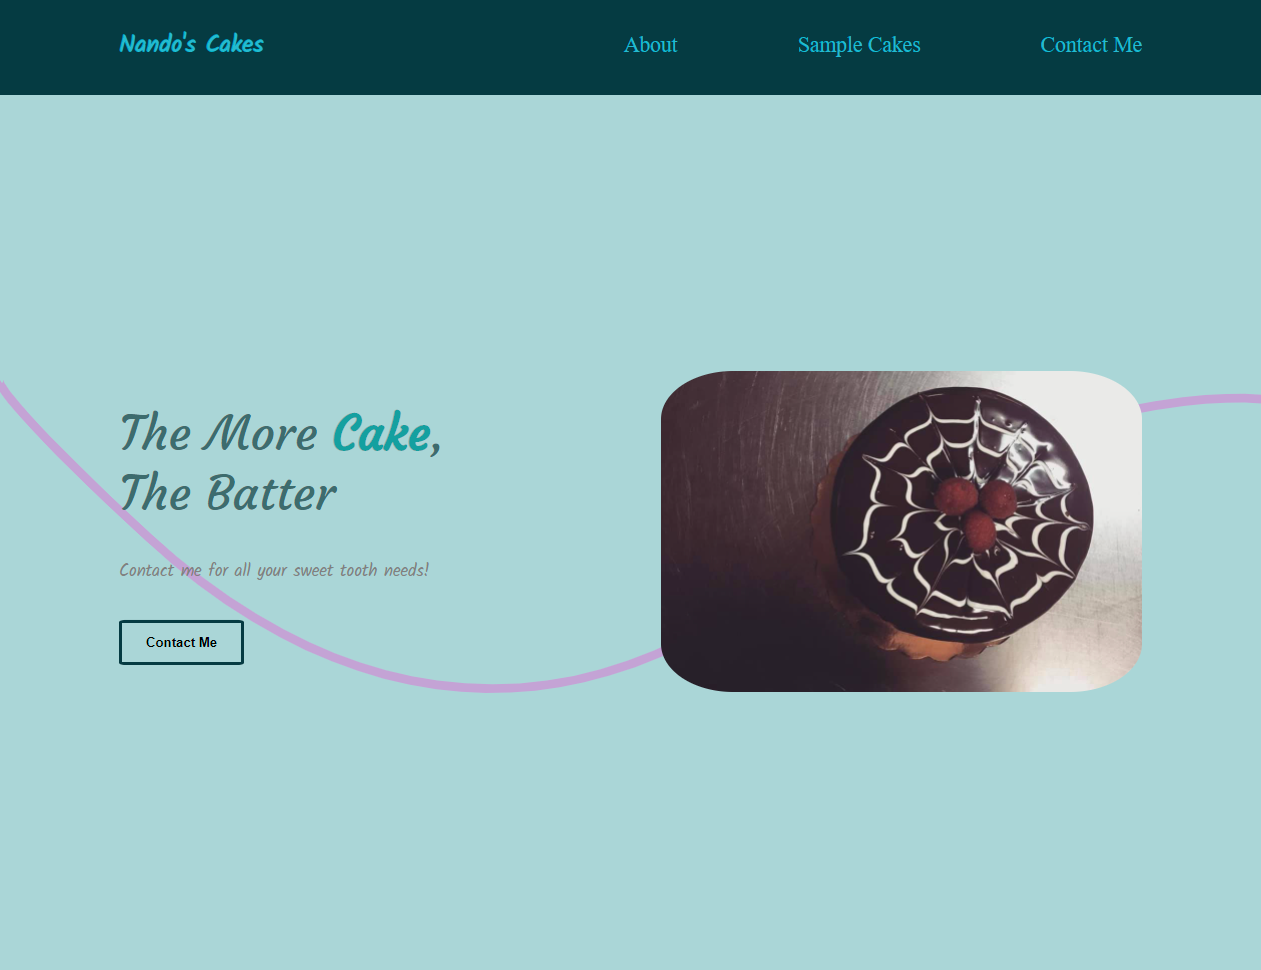 Nando's Cakes
About
Sample Cakes
Contact Me
The More Cake,
The Batter
Contact me for all your sweet tooth needs!
Contact Me